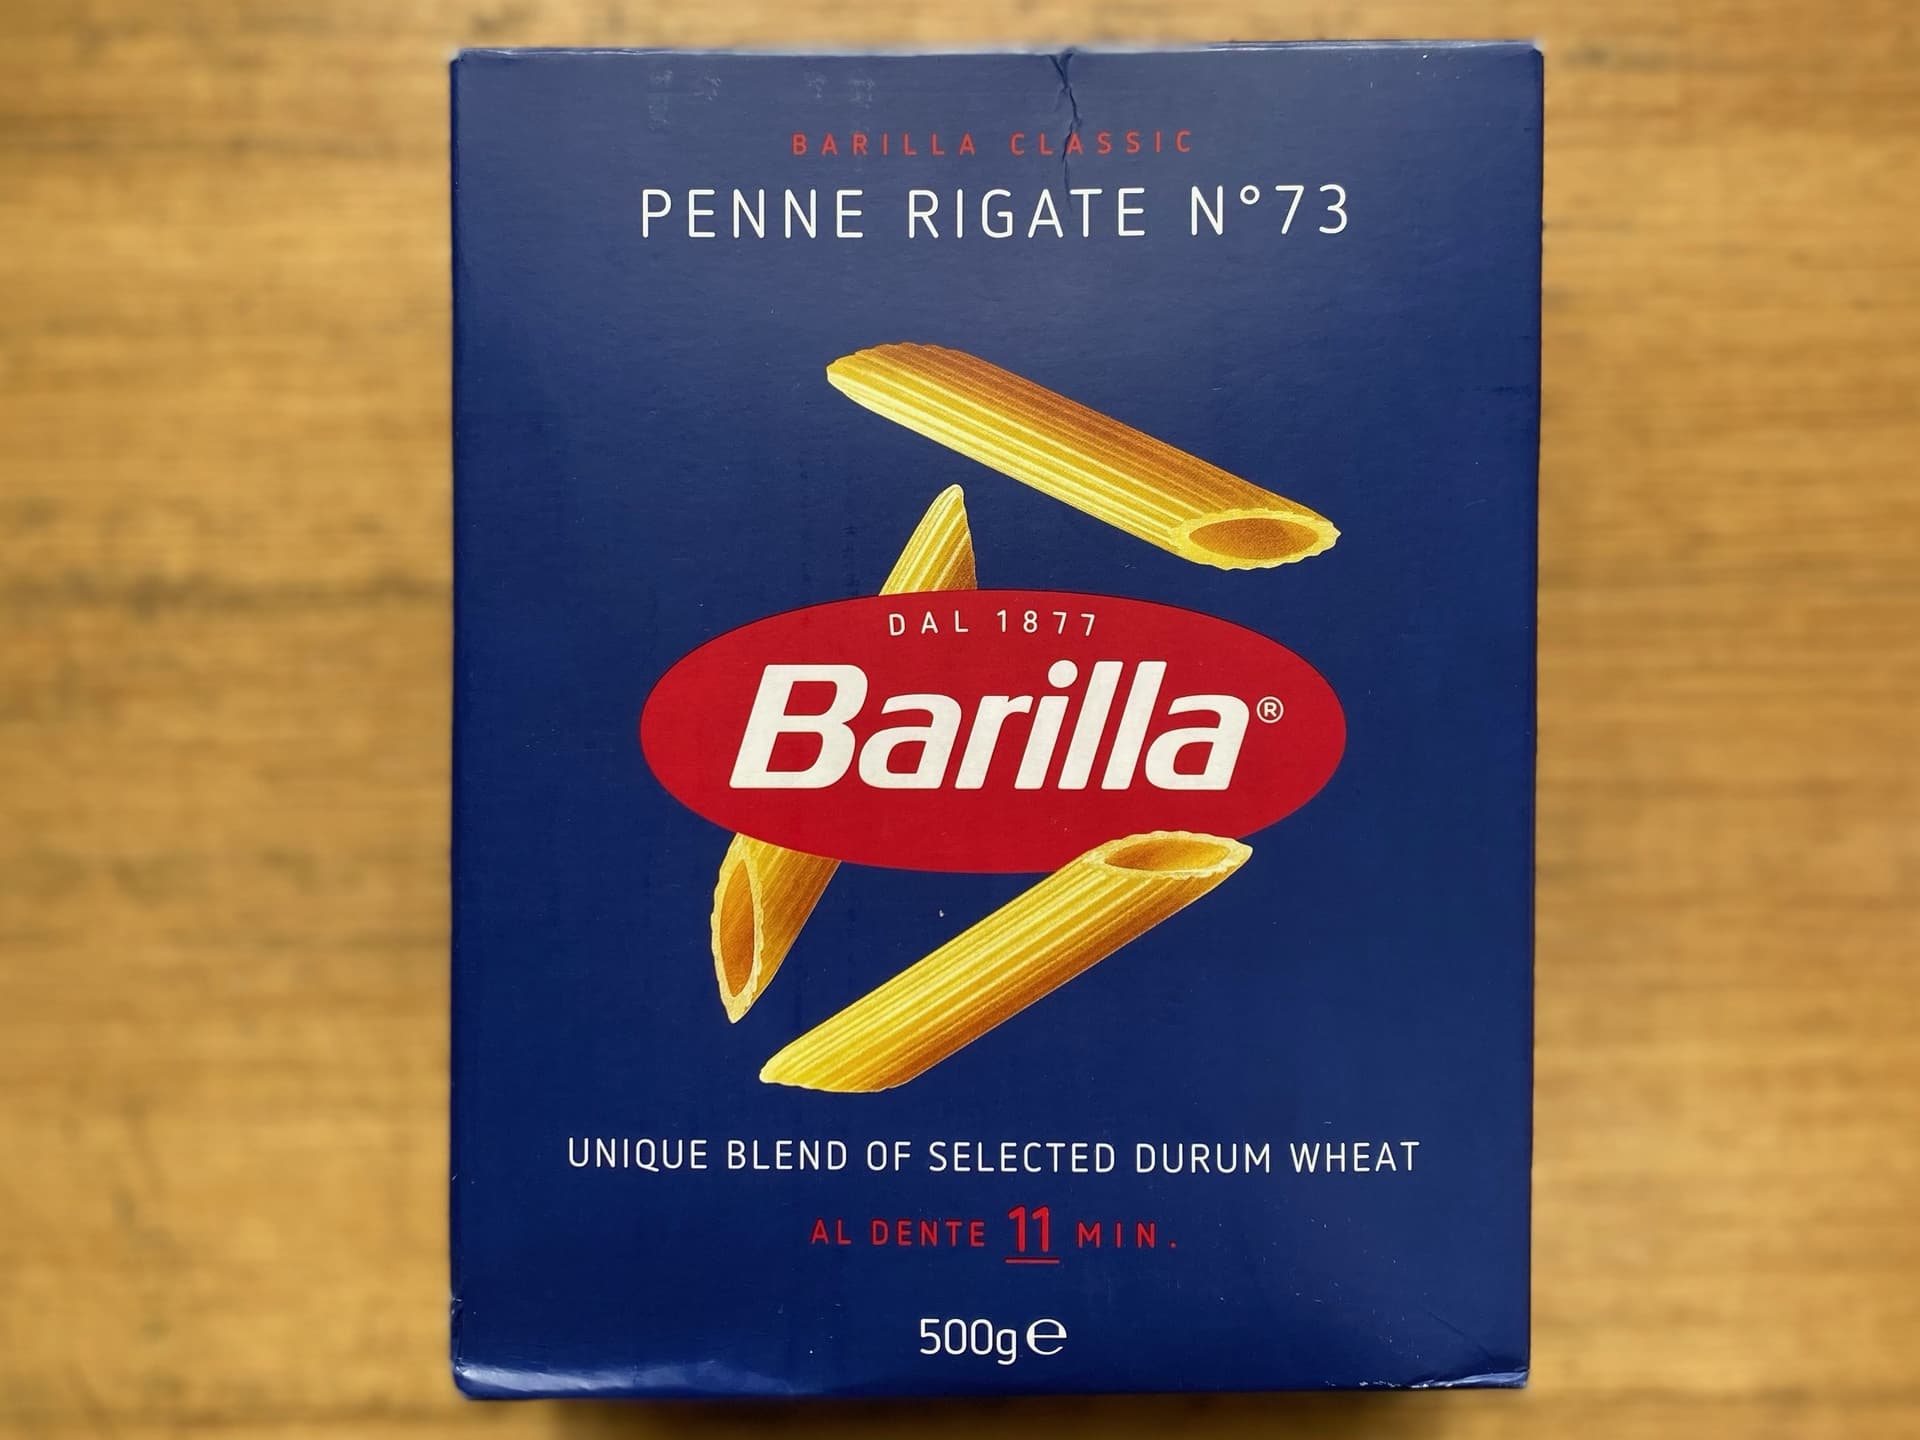 BARILLA CLASSIC
PENNE RIGATE N°73
DAL 1877
Barilla®
UNIQUE BLEND OF SELECTED DURUM WHEAT
AL DENTE 11 MIN.
500g ℮